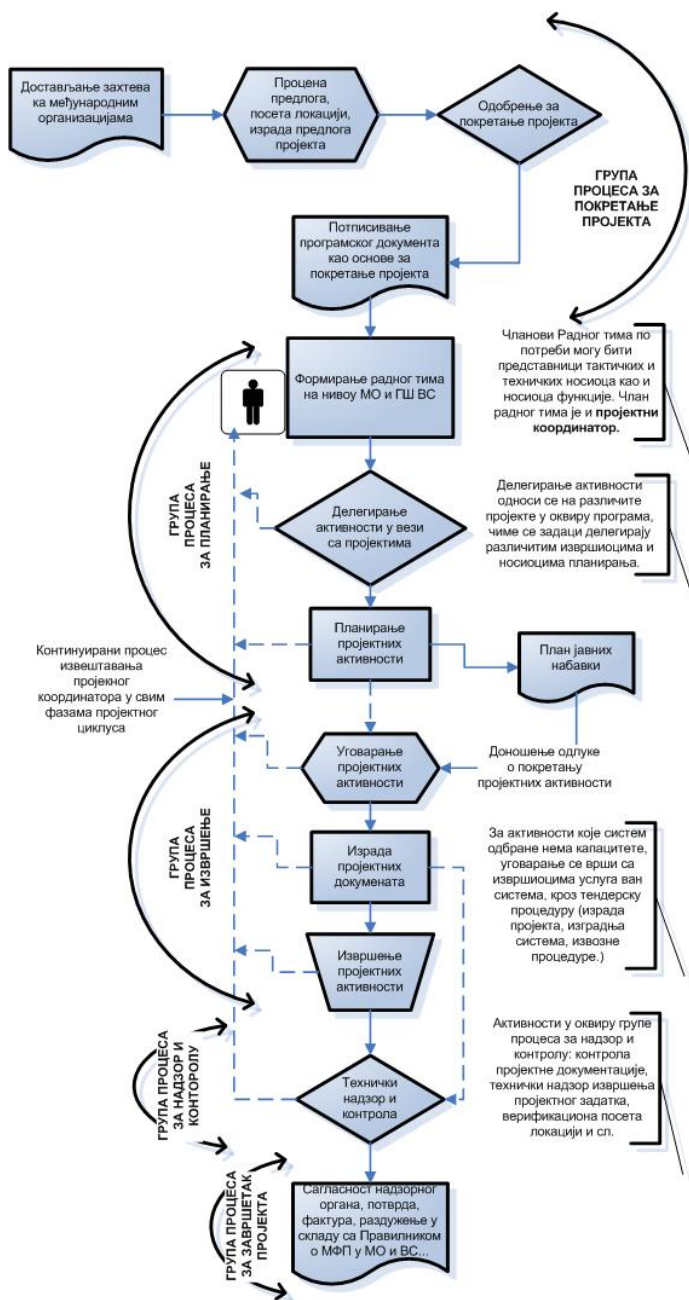 Достављање захтева
ка међународним
организацијама
Процена
предлога,
посета локацији,
израда предлога
пројекта
Одобрење за
покретање пројекта
ГРУПА
ПРОЦЕСА ЗА
ПОКРЕТАЊЕ
ПРОЈЕКТА
Потписивање
програмског документа
као основе за
покретање пројекта
Чланови Радног тима по
потреби могу бити
представници тактичких и
техничких носиоца као и
носиоца функције. Члан
радног тима је и пројектни
координатор.
Формирање радног тима
на нивоу МО и ГШ ВС
ГРУПА
ПРОЦЕСА
ЗА ПЛАНИРАЊЕ
Делегирање
активности у вези
са пројектима
Делегирање активности
односи се на различите
пројекте у оквиру програма,
чиме се задаци делегирају
различитим извршиоцима и
носиоцима планирања.
Планирање
пројектних
активности
План јавних
набавки
Континуирани процес
извештавања
пројекног
координатора у свим
фазама пројектног
циклуса
Уговарање
пројектних
активности
Доношење одлуке
о покретању
пројектних активности
ГРУПА
ПРОЦЕСА
ЗА ИЗВРШЕЊЕ
Израда
пројектних
докумената
За активности које систем
одбране нема капацитете,
уговарање се врши са
извршиоцима услуга ван
система, кроз тендерску
процедуру (израда
пројекта, изградња
система, извозне
процедуре.)
Извршење
пројектних
активности
ГРУПА ПРОЦЕСА
ЗА НАДЗОР И
КОНТОРОЛУ
Технички
надзор и
контрола
Активности у оквиру групе
процеса за надзор и
контролу: контрола
пројектне документације,
технички надзор извршења
пројектног задатка,
верификациона посета
локацији и сл.
ГРУПА ПРОЦЕСА
ЗА ЗАВРШЕТАК
ПРОЈЕКТА
Сагласност надзорног
органа, потврда,
фактура, раздужење у
складу са Правилником
о МФП у МО и ВС...